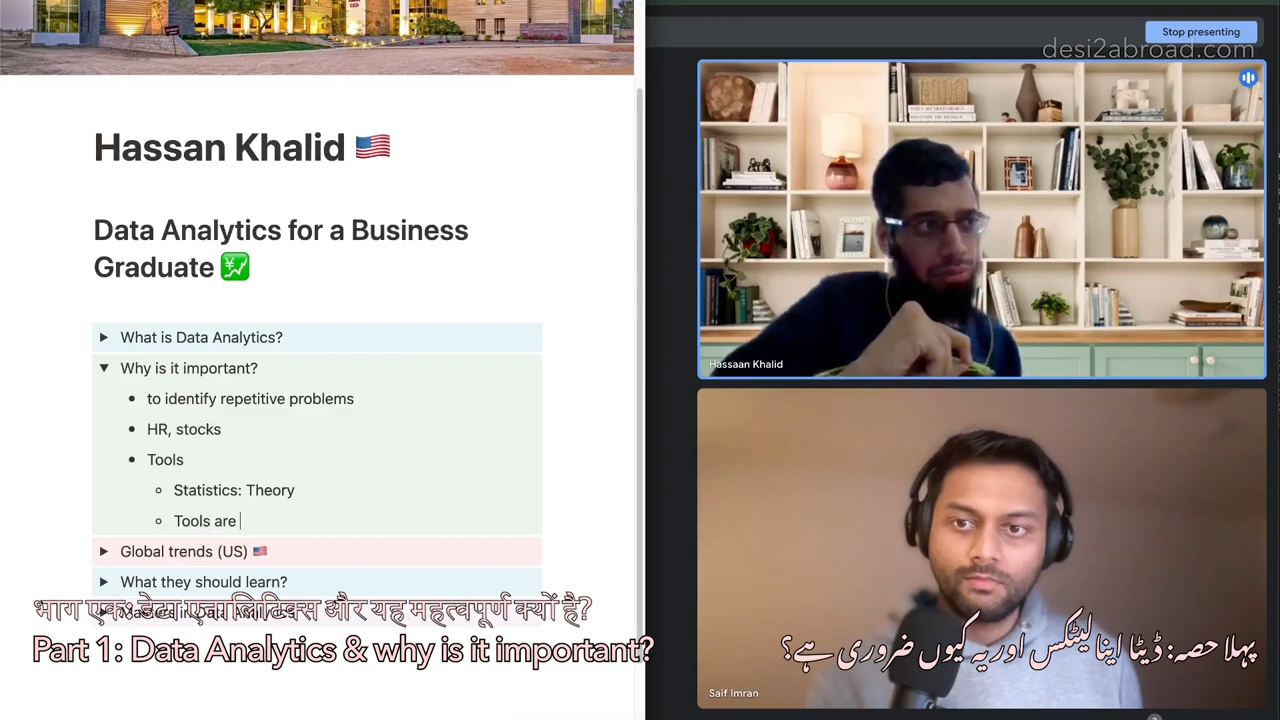 Hassan Khalid 🇺🇸
Data Analytics for a Business
Graduate 💹
What is Data Analytics?
Why is it important?
to identify repetitive problems
HR, stocks
Tools
Statistics: Theory
Tools are
Global trends (US) 🇺🇸
What they should learn?
भाग एक: डेटा एनालिटिक्स और यह महत्वपूर्ण क्यों है?
Part 1: Data Analytics & why is it important?
Stop presenting
desi2abroad.com
Hassaan Khalid
پہلا حصہ: ڈیٹا اینا لیٹکس اور یہ کیوں ضروری ہے؟
Saif Imran